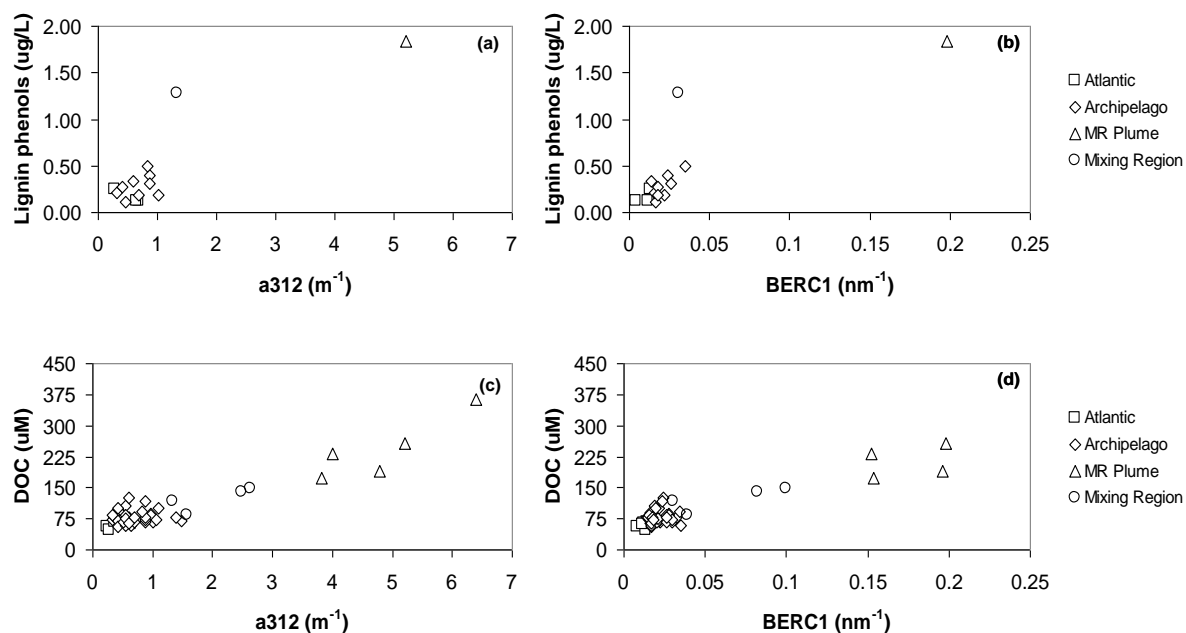 2.00
1.50
1.00
0.50
0.00
Lignin phenols (ug/L)
(a)
0 1 2 3 4 5 6 7
a312 (m⁻¹)
2.00
1.50
1.00
0.50
0.00
Lignin phenols (ug/L)
(b)
0 0.05 0.1 0.15 0.2 0.25
BERC1 (nm⁻¹)
Atlantic
Archipelago
MR Plume
Mixing Region
450
375
300
225
150
75
0
DOC (uM)
(c)
0 1 2 3 4 5 6 7
a312 (m⁻¹)
450
375
300
225
150
75
0
DOC (uM)
(d)
0 0.05 0.1 0.15 0.2 0.25
BERC1 (nm⁻¹)
Atlantic
Archipelago
MR Plume
Mixing Region